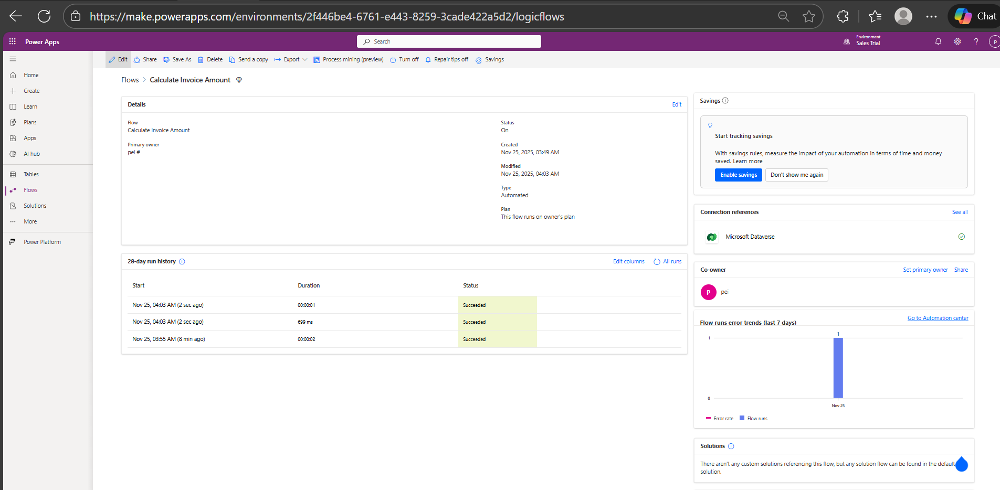 https://make.powerapps.com/environments/2f446be4-6761-e443-8259-3cade422a5d2/logicflows
Chat
Power Apps
Search
Environment
Sales Trial
?
P
Edit
Share
Save As
Delete
Send a copy
Export
Process mining (preview)
Turn off
Repair tips off
Savings
Home
Create
Learn
Plans
Apps
AI hub
Tables
Flows
Solutions
More
Power Platform
Flows > Calculate Invoice Amount
Details
Edit
Flow
Calculate Invoice Amount
Primary owner
pei #
Status
On
Created
Nov 25, 2025, 03:49 AM
Modified
Nov 25, 2025, 04:03 AM
Type
Automated
Plan
This flow runs on owner's plan
28-day run history
Edit columns
All runs
Start Duration Status
Nov 25, 04:03 AM (2 sec ago) 00:00:01 Succeeded
Nov 25, 04:03 AM (2 sec ago) 699 ms Succeeded
Nov 25, 03:55 AM (8 min ago) 00:00:02 Succeeded
Savings
Start tracking savings
With savings rules, measure the impact of your automation in terms of time and money
saved. Learn more
Enable savings
Don't show me again
Connection references
See all
Microsoft Dataverse
Co-owner
Set primary owner
Share
P
pei
Go to Automation center
Flow runs error trends (last 7 days)
1
1
0
Nov 25
Error rate
Flow runs
Solutions
There aren't any custom solutions referencing this flow, but any solution flow can be found in the default
solution.